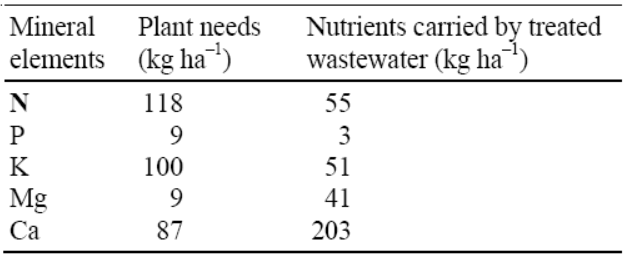 Mineral elements Plant needs (kg ha⁻¹) Nutrients carried by treated wastewater (kg ha⁻¹)
N 118 55
P 9 3
K 100 51
Mg 9 41
Ca 87 203